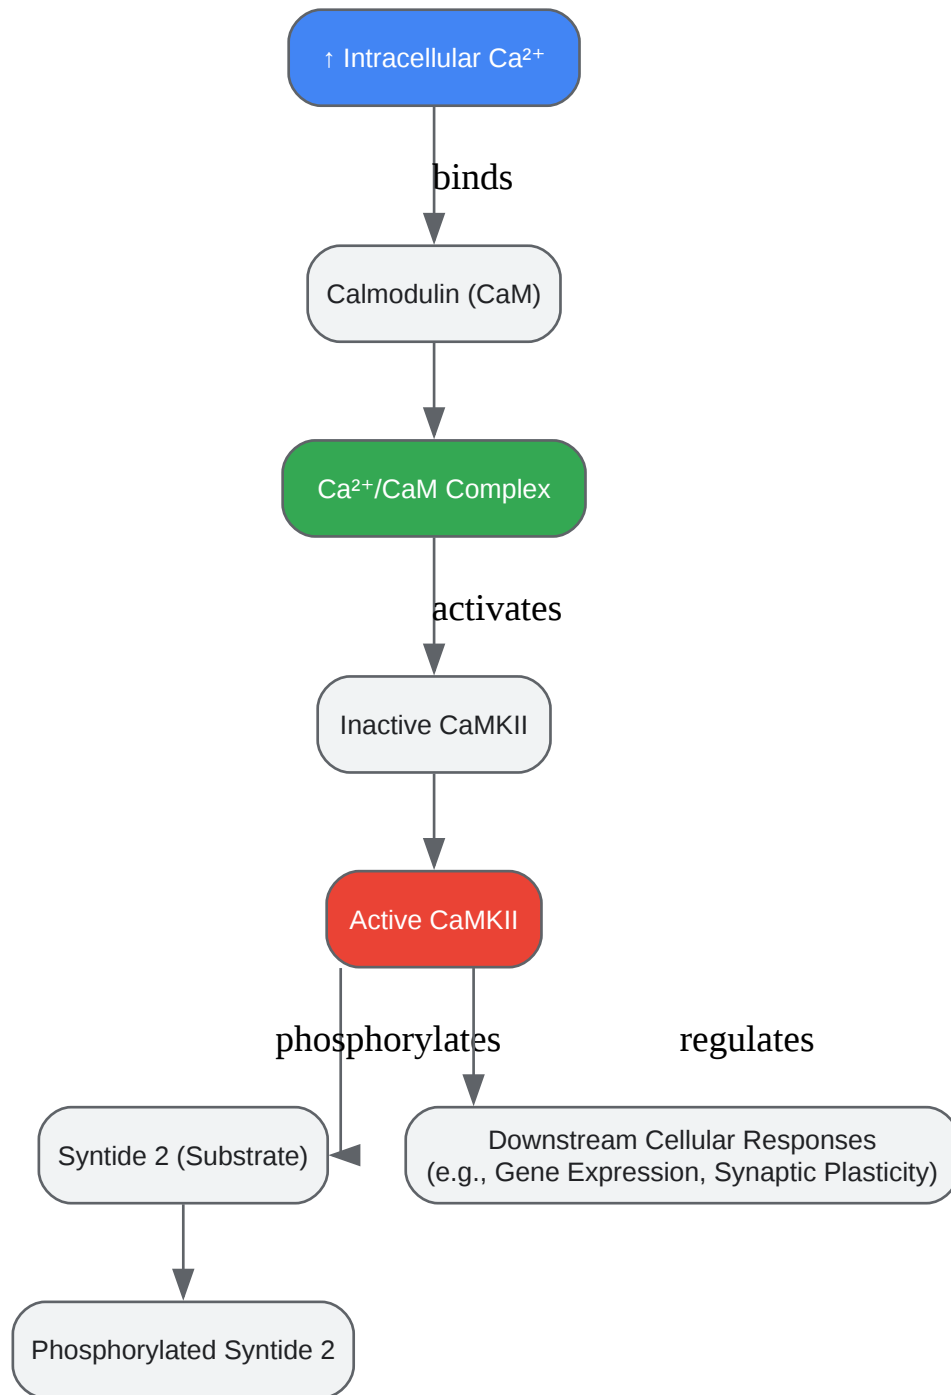 ↑ Intracellular Ca²⁺
binds
Calmodulin (CaM)
Ca²⁺/CaM Complex
activates
Inactive CaMKII
Active CaMKII
phosphorylates
regulates
Syntide 2 (Substrate)
Downstream Cellular Responses
(e.g., Gene Expression, Synaptic Plasticity)
Phosphorylated Syntide 2